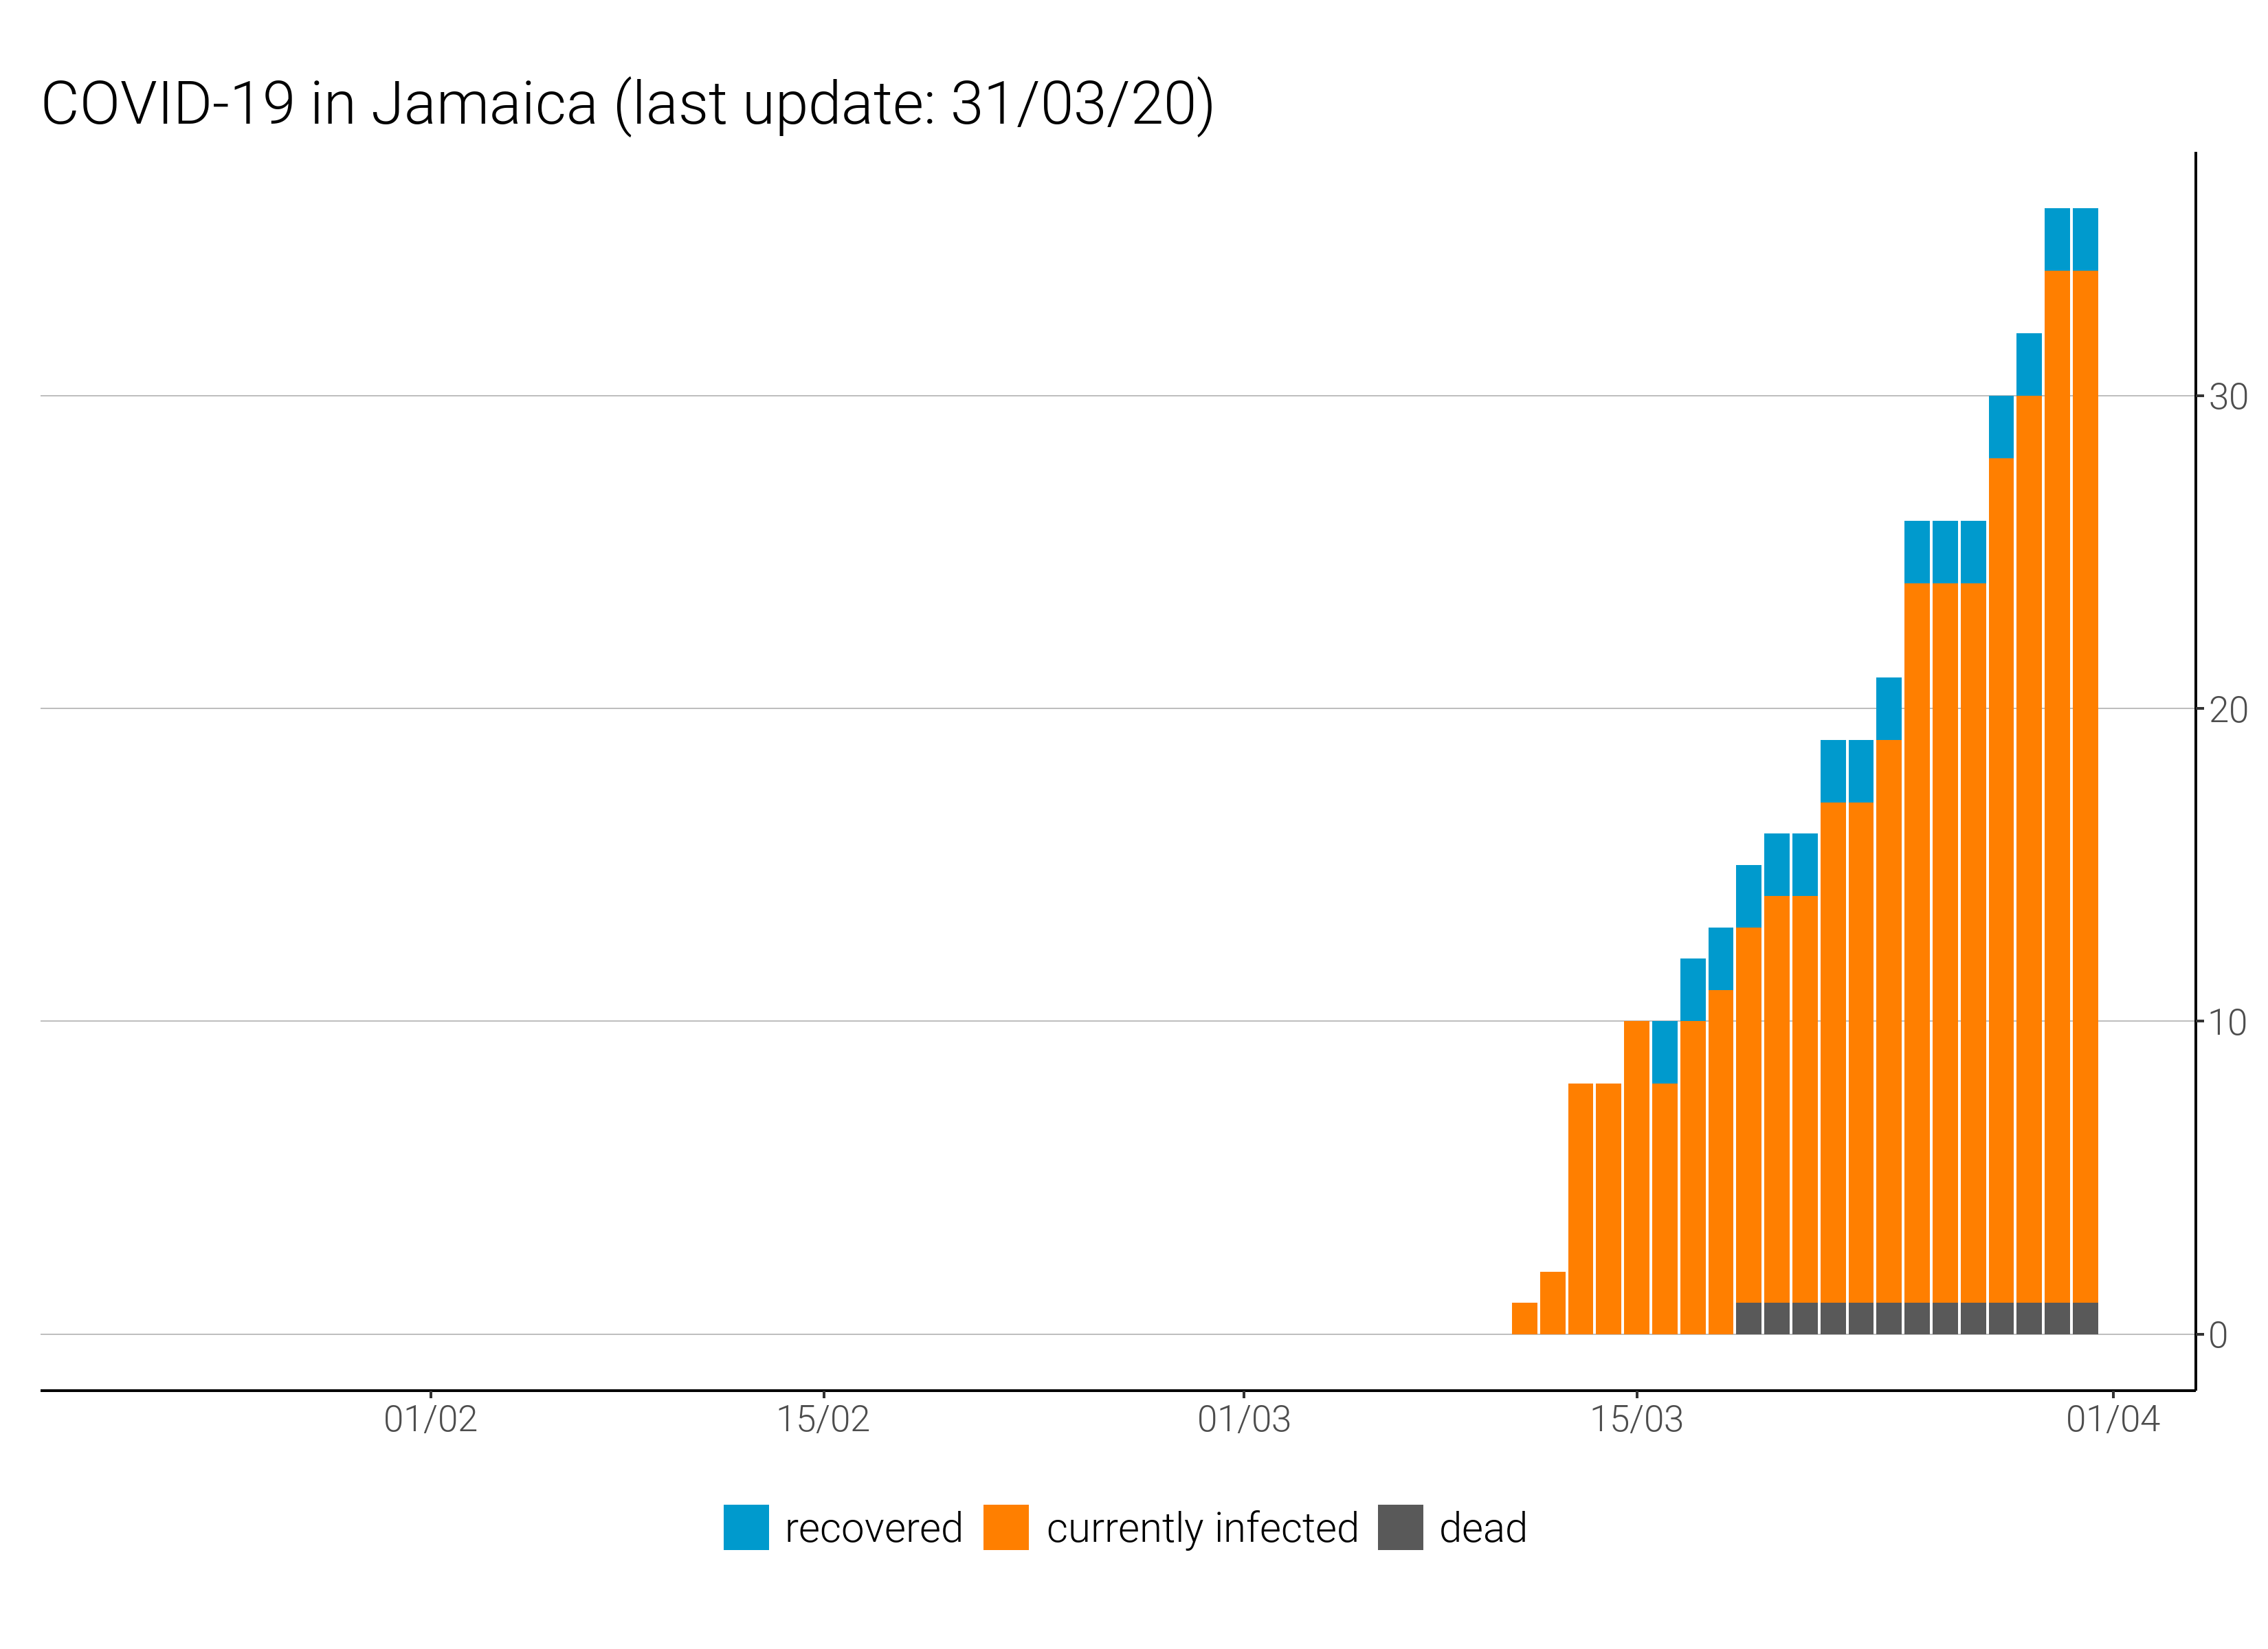 COVID-19 in Jamaica (last update: 31/03/20)
30
20
10
0
01/02 15/02 01/03 15/03 01/04
recovered currently infected dead